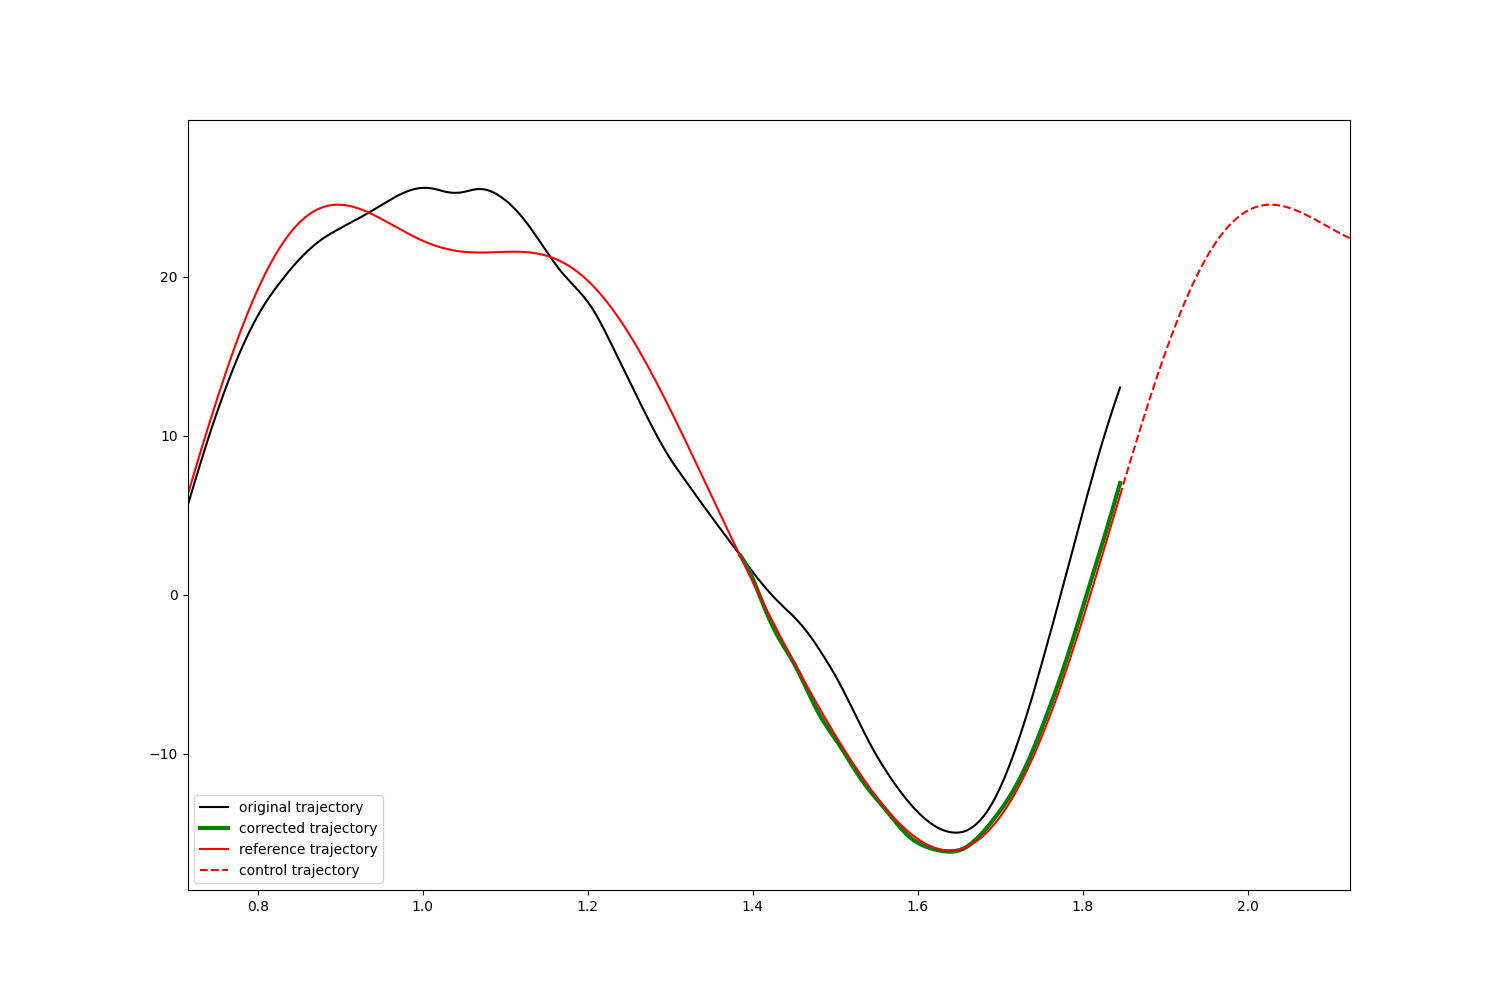 20
10
0
−10
original trajectory
corrected trajectory
reference trajectory
control trajectory
0.8 1.0 1.2 1.4 1.6 1.8 2.0